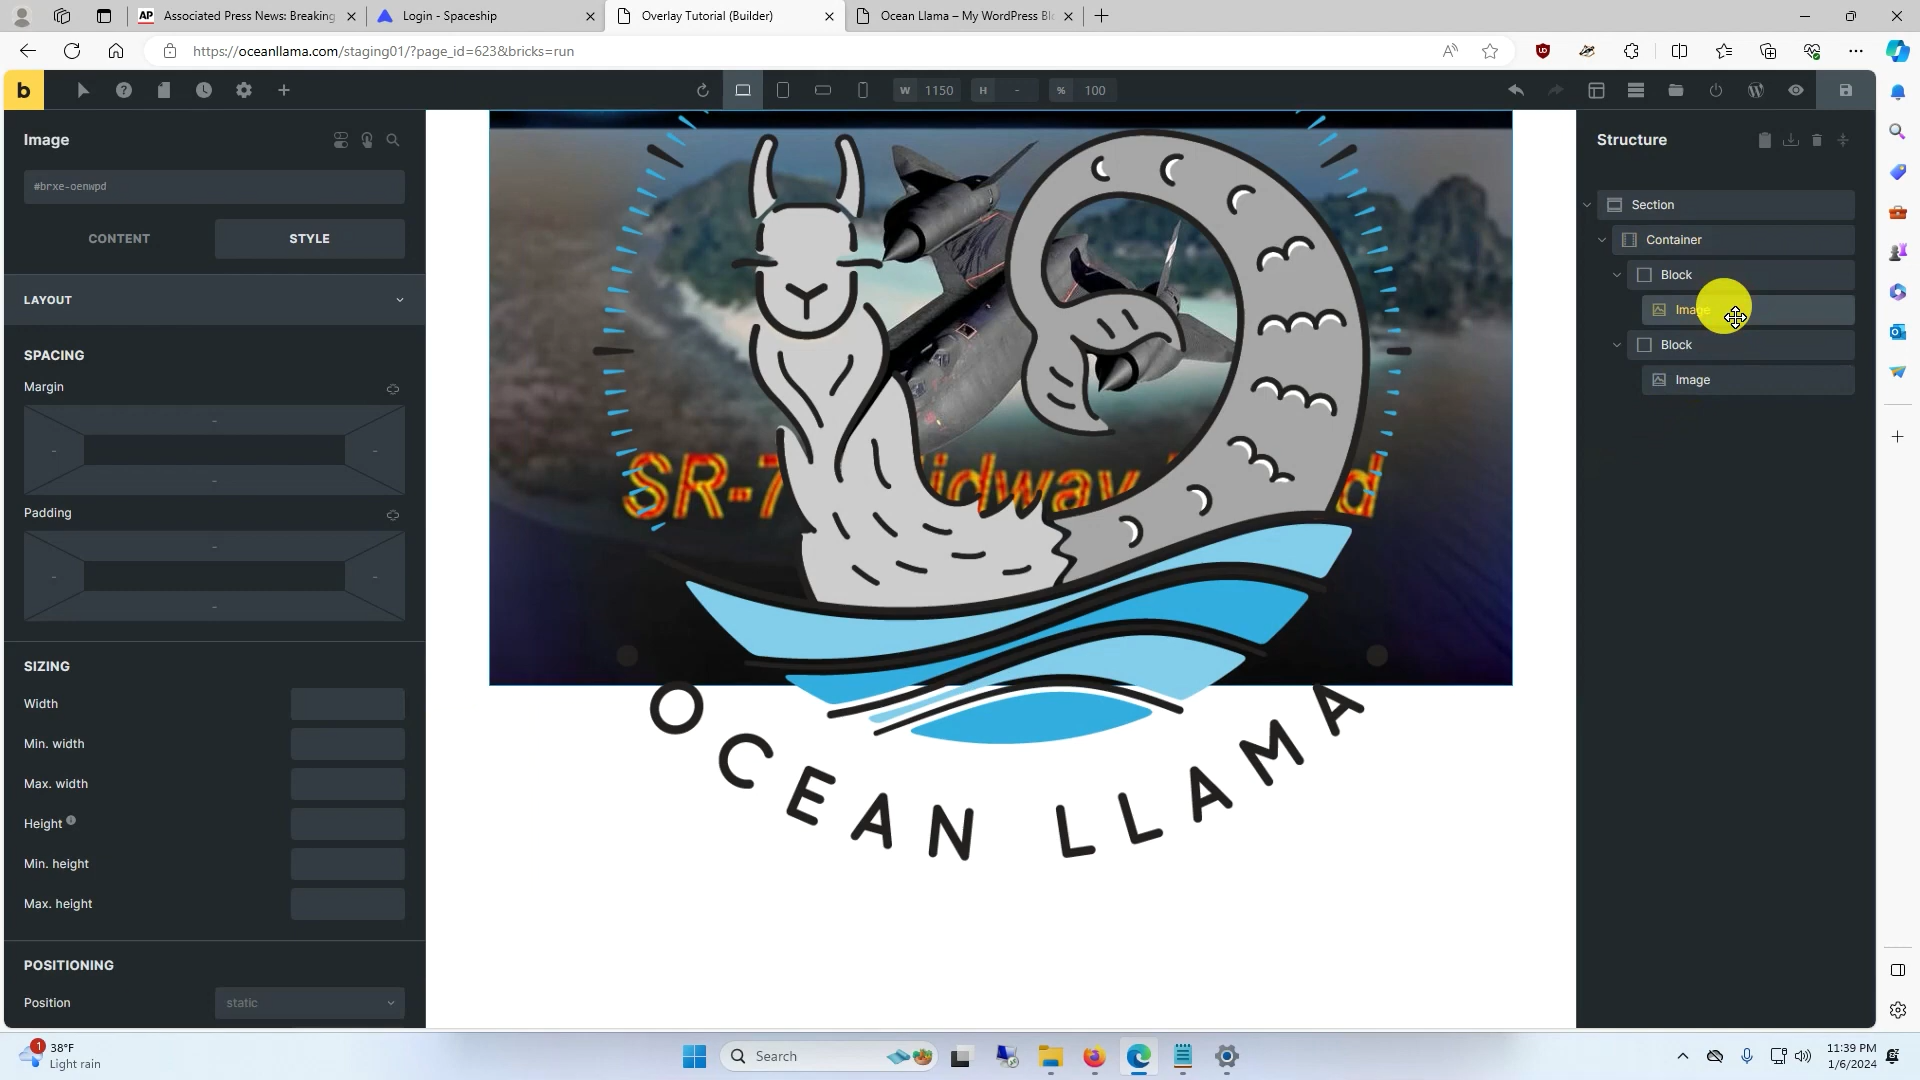 Associated Press News: Breaking
Login - Spaceship
Overlay Tutorial (Builder)
Ocean Llama – My WordPress Bl
https://oceanllama.com/staging01/?page_id=623&bricks=run
b
W 1150
H -
% 100
Image
#brxe-oenwpd
CONTENT
STYLE
LAYOUT
SPACING
Margin
Padding
SIZING
Width
Min. width
Max. width
Height
Min. height
Max. height
POSITIONING
Position
static
SR-7
idway
d
OCEAN LLAMA
Structure
Section
Container
Block
Image
Block
Image
1
38°F
Light rain
Search
11:39 PM
1/6/2024